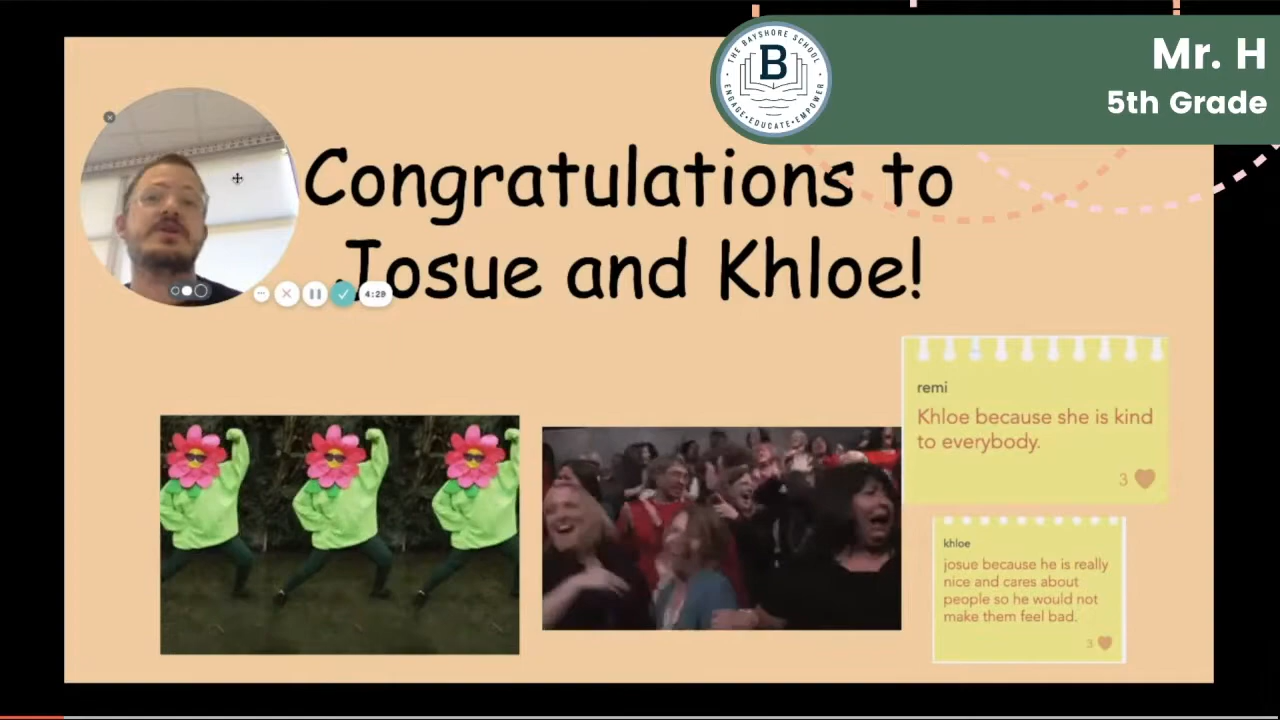 Mr. H
5th Grade
THE BAYSHORE SCHOOL
B
ENGAGE•EDUCATE•EMPOWER
Congratulations to
Josue and Khloe!
4:29
remi
Khloe because she is kind
to everybody.
3
khloe
josue because he is really
nice and cares about
people so he would not
make them feel bad.
3